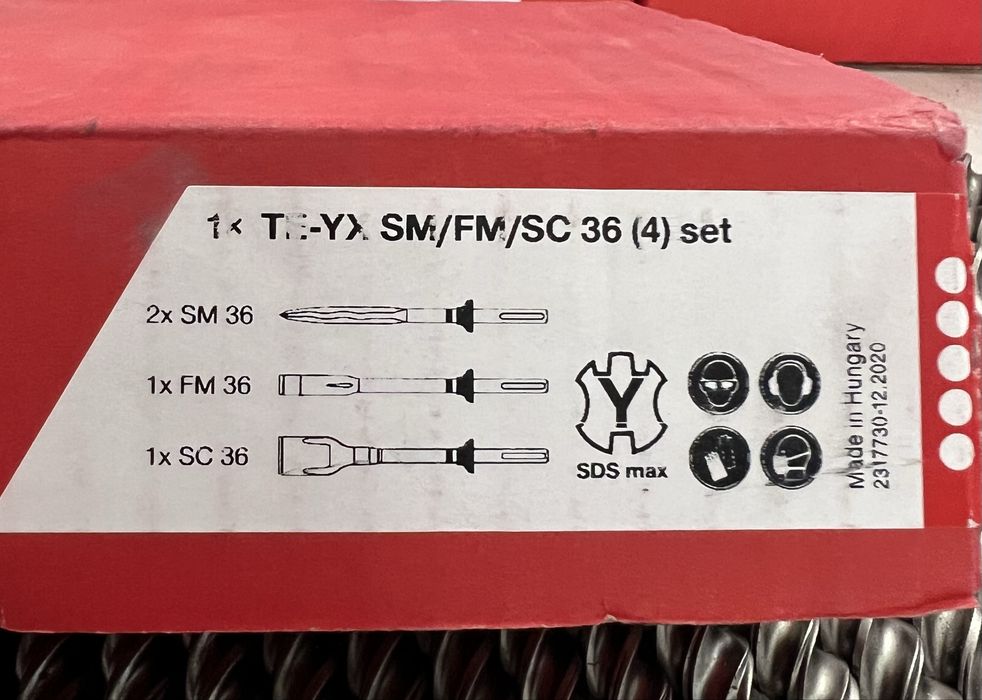 1x TE-YX SM/FM/SC 36 (4) set
2x SM 36
1x FM 36
1x SC 36
Y
SDS max
Made in Hungary
2317730-12.2020